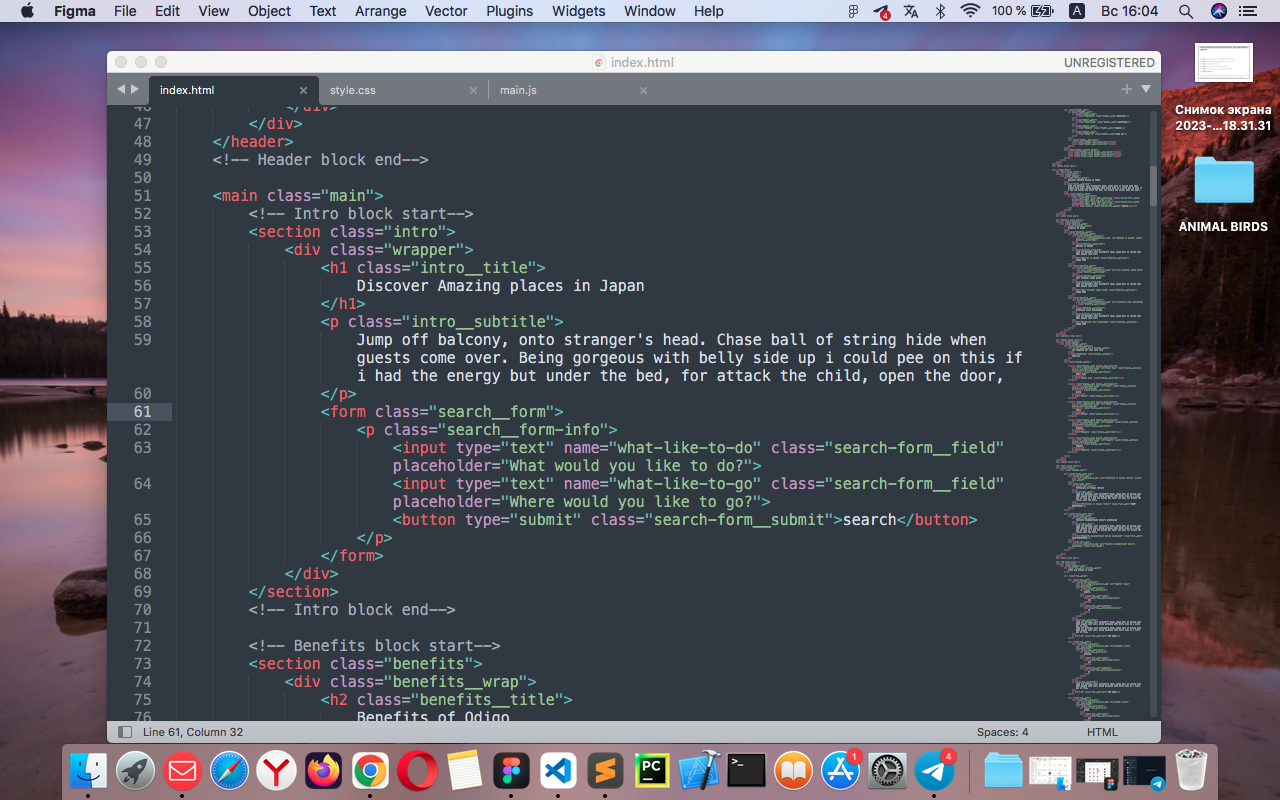 Figma File Edit View Object Text Arrange Vector Plugins Widgets Window Help 4 100 % A Вс 16:04
index.html UNREGISTERED
index.html style.css main.js
46 </div>
47 </div>
48 </header>
49 <!-- Header block end-->
50
51 <main class="main">
52 <!-- Intro block start-->
53 <section class="intro">
54 <div class="wrapper">
55 <h1 class="intro__title">
56 Discover Amazing places in Japan
57 </h1>
58 <p class="intro__subtitle">
59 Jump off balcony, onto stranger's head. Chase ball of string hide when
guests come over. Being gorgeous with belly side up i could pee on this if
i had the energy but under the bed, for attack the child, open the door,
60 </p>
61 <form class="search__form">
62 <p class="search__form-info">
63 <input type="text" name="what-like-to-do" class="search-form__field"
placeholder="What would you like to do?">
64 <input type="text" name="what-like-to-go" class="search-form__field"
placeholder="Where would you like to go?">
65 <button type="submit" class="search-form__submit">search</button>
66 </p>
67 </form>
68 </div>
69 </section>
70 <!-- Intro block end-->
71
72 <!-- Benefits block start-->
73 <section class="benefits">
74 <div class="benefits__wrap">
75 <h2 class="benefits__title">
76 Benefits of Odigo
Line 61, Column 32 Spaces: 4 HTML
Снимок экрана
2023-...18.31.31
ANIMAL BIRDS
PC
>_
1
4